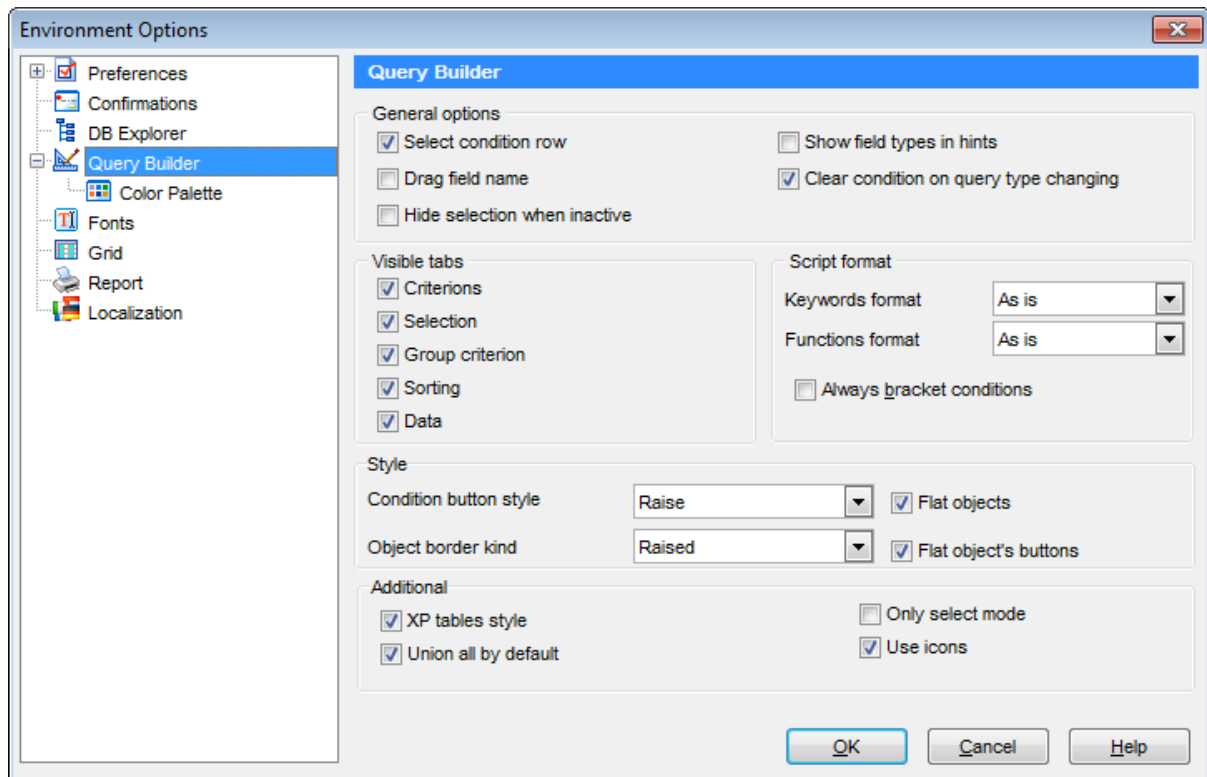 Environment Options
Preferences
Confirmations
DB Explorer
Query Builder
Color Palette
Fonts
Grid
Report
Localization
Query Builder
General options
Select condition row
Show field types in hints
Drag field name
Clear condition on query type changing
Hide selection when inactive
Visible tabs
Criterions
Selection
Group criterion
Sorting
Data
Script format
Keywords format As is
Functions format As is
Always bracket conditions
Style
Condition button style Raise Flat objects
Object border kind Raised Flat object's buttons
Additional
XP tables style
Only select mode
Union all by default
Use icons
OK Cancel Help